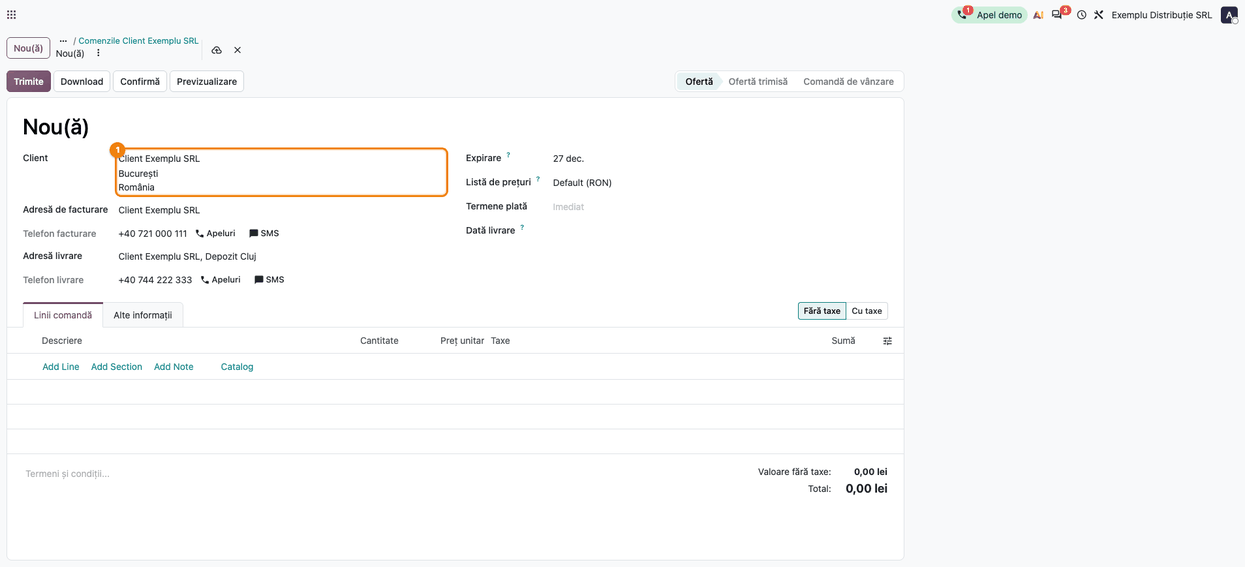 1 Apel demo AI 3 Exemplu Distribuție SRL A
Nou(ă) ... / Comenzile Client Exemplu SRL
Nou(ă)
Trimite Download Confirmă Previzualizare Ofertă Ofertă trimisă Comandă de vânzare
Nou(ă)
1
Client Client Exemplu SRL
București
România
Adresă de facturare Client Exemplu SRL
Telefon facturare +40 721 000 111 Apeluri SMS
Adresă livrare Client Exemplu SRL, Depozit Cluj
Telefon livrare +40 744 222 333 Apeluri SMS
Expirare ? 27 dec.
Listă de prețuri ? Default (RON)
Termene plată Imediat
Dată livrare ?
Linii comandă Alte informații Fără taxe Cu taxe
Descriere Cantitate Preț unitar Taxe Sumă
Add Line Add Section Add Note Catalog
Termeni și condiții...
Valoare fără taxe: 0,00 lei
Total: 0,00 lei